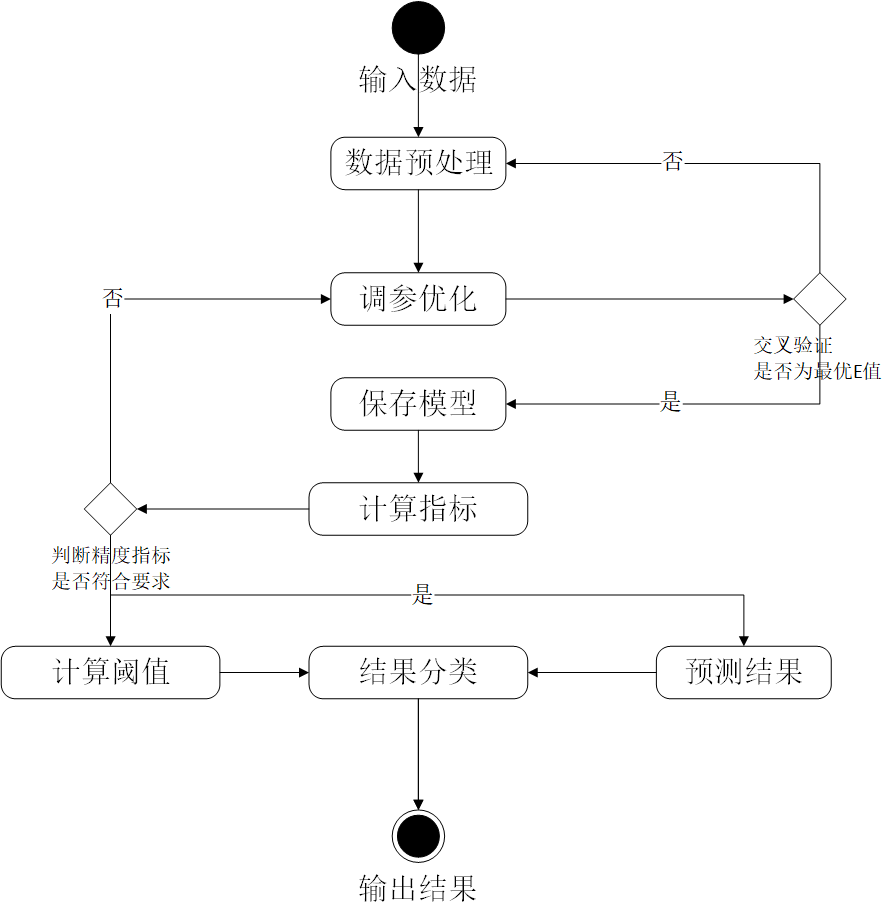 输入数据
数据预处理
否
否
调参优化
交叉验证
是否为最优E值
保存模型
是
计算指标
判断精度指标
是否符合要求
是
计算阈值
结果分类
预测结果
输出结果